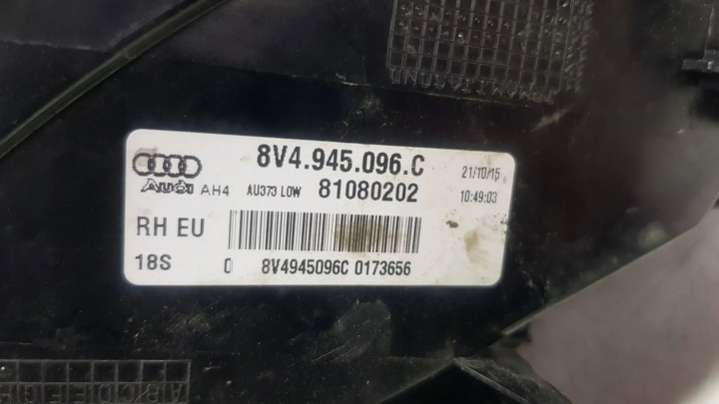 8V4.945.096.C
21/10/15
Audi AH4 AU373 LOW 81080202
10:49:03
RH EU
18S 0 8V4945096C 0173656